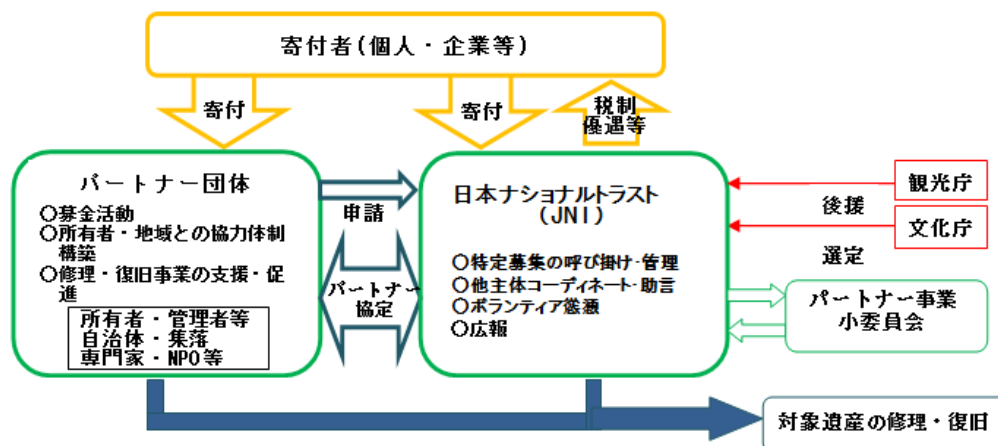 寄付者(個人・企業等)
寄付
寄付
税制
優遇等
パートナー団体
○募金活動
○所有者・地域との協力体制
構築
○修理・復旧事業の支援・促
進
所有者・管理者等
自治体・集落
専門家・NPO等
申請
パートナー
協定
日本ナショナルトラスト
(JNI)
○特定募集の呼び掛け・管理
○他主体コーディネート・助言
○ボランティア慫慂
○広報
観光庁
後援
文化庁
選定
パートナー事業
小委員会
対象遺産の修理・復旧